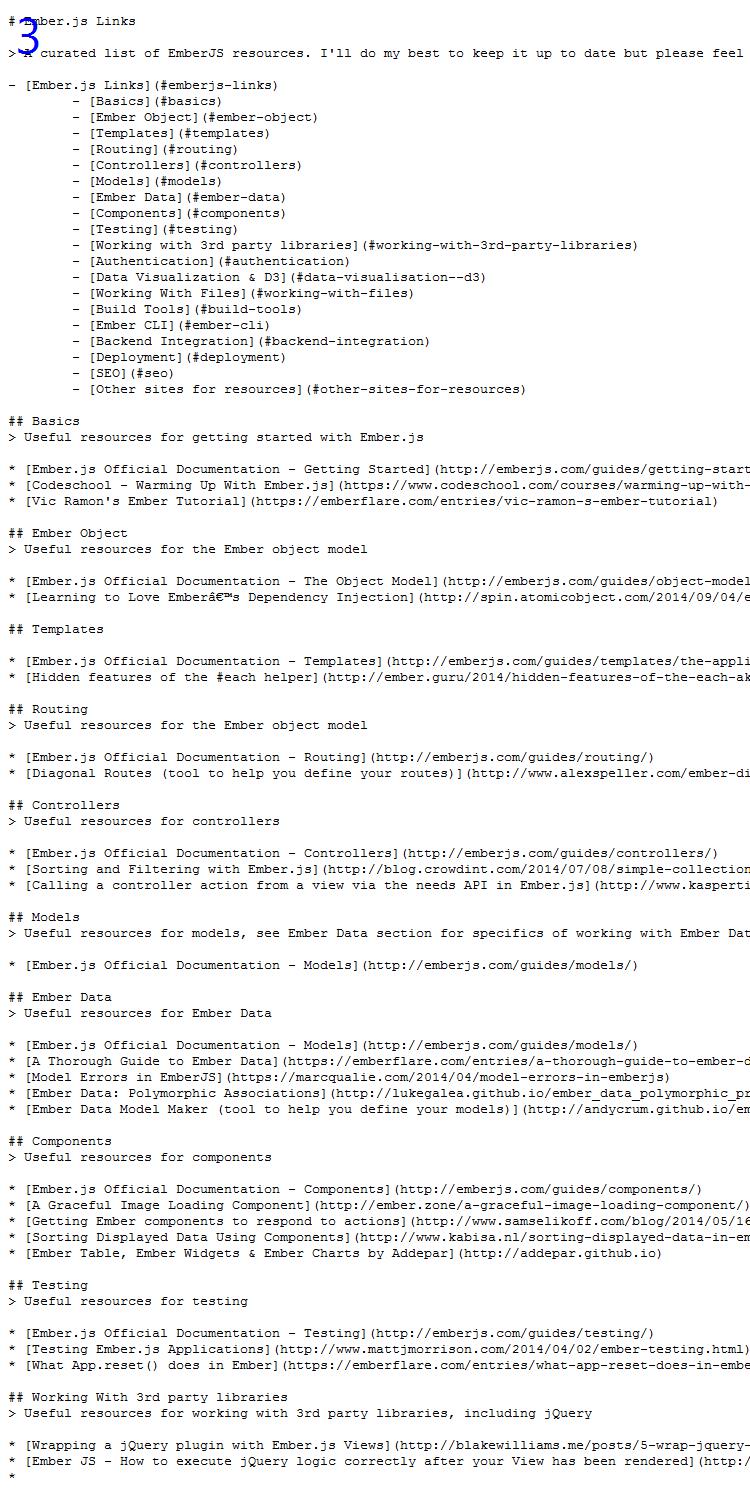 # Ember.js Links
3
> A curated list of EmberJS resources. I'll do my best to keep it up to date but please feel
- [Ember.js Links](#emberjs-links)
- [Basics](#basics)
- [Ember Object](#ember-object)
- [Templates](#templates)
- [Routing](#routing)
- [Controllers](#controllers)
- [Models](#models)
- [Ember Data](#ember-data)
- [Components](#components)
- [Testing](#testing)
- [Working with 3rd party libraries](#working-with-3rd-party-libraries)
- [Authentication](#authentication)
- [Data Visualization & D3](#data-visualisation--d3)
- [Working With Files](#working-with-files)
- [Build Tools](#build-tools)
- [Ember CLI](#ember-cli)
- [Backend Integration](#backend-integration)
- [Deployment](#deployment)
- [SEO](#seo)
- [Other sites for resources](#other-sites-for-resources)
## Basics
> Useful resources for getting started with Ember.js
* [Ember.js Official Documentation - Getting Started](http://emberjs.com/guides/getting-start
* [Codeschool - Warming Up With Ember.js](https://www.codeschool.com/courses/warming-up-with-
* [Vic Ramon's Ember Tutorial](https://emberflare.com/entries/vic-ramon-s-ember-tutorial)
## Ember Object
> Useful resources for the Ember object model
* [Ember.js Official Documentation - The Object Model](http://emberjs.com/guides/object-model
* [Learning to Love Emberâ€™s Dependency Injection](http://spin.atomicobject.com/2014/09/04/e
## Templates
* [Ember.js Official Documentation - Templates](http://emberjs.com/guides/templates/the-appli
* [Hidden features of the #each helper](http://ember.guru/2014/hidden-features-of-the-each-ak
## Routing
> Useful resources for the Ember object model
* [Ember.js Official Documentation - Routing](http://emberjs.com/guides/routing/)
* [Diagonal Routes (tool to help you define your routes)](http://www.alexspeller.com/ember-di
## Controllers
> Useful resources for controllers
* [Ember.js Official Documentation - Controllers](http://emberjs.com/guides/controllers/)
* [Sorting and Filtering with Ember.js](http://blog.crowdint.com/2014/07/08/simple-collection
* [Calling a controller action from a view via the needs API in Ember.js](http://www.kasperti
## Models
> Useful resources for models, see Ember Data section for specifics of working with Ember Dat
* [Ember.js Official Documentation - Models](http://emberjs.com/guides/models/)
## Ember Data
> Useful resources for Ember Data
* [Ember.js Official Documentation - Models](http://emberjs.com/guides/models/)
* [A Thorough Guide to Ember Data](https://emberflare.com/entries/a-thorough-guide-to-ember-d
* [Model Errors in EmberJS](https://marcqualie.com/2014/04/model-errors-in-emberjs)
* [Ember Data: Polymorphic Associations](http://lukegalea.github.io/ember_data_polymorphic_pr
* [Ember Data Model Maker (tool to help you define your models)](http://andycrum.github.io/em
## Components
> Useful resources for components
* [Ember.js Official Documentation - Components](http://emberjs.com/guides/components/)
* [A Graceful Image Loading Component](http://ember.zone/a-graceful-image-loading-component/)
* [Getting Ember components to respond to actions](http://www.samselikoff.com/blog/2014/05/16
* [Sorting Displayed Data Using Components](http://www.kabisa.nl/sorting-displayed-data-in-em
* [Ember Table, Ember Widgets & Ember Charts by Addepar](http://addepar.github.io)
## Testing
> Useful resources for testing
* [Ember.js Official Documentation - Testing](http://emberjs.com/guides/testing/)
* [Testing Ember.js Applications](http://www.mattjmorrison.com/2014/04/02/ember-testing.html)
* [What App.reset() does in Ember](https://emberflare.com/entries/what-app-reset-does-in-embe
## Working With 3rd party libraries
> Useful resources for working with 3rd party libraries, including jQuery
* [Wrapping a jQuery plugin with Ember.js Views](http://blakewilliams.me/posts/5-wrap-jquery-
* [Ember JS - How to execute jQuery logic correctly after your View has been rendered](http:/
*